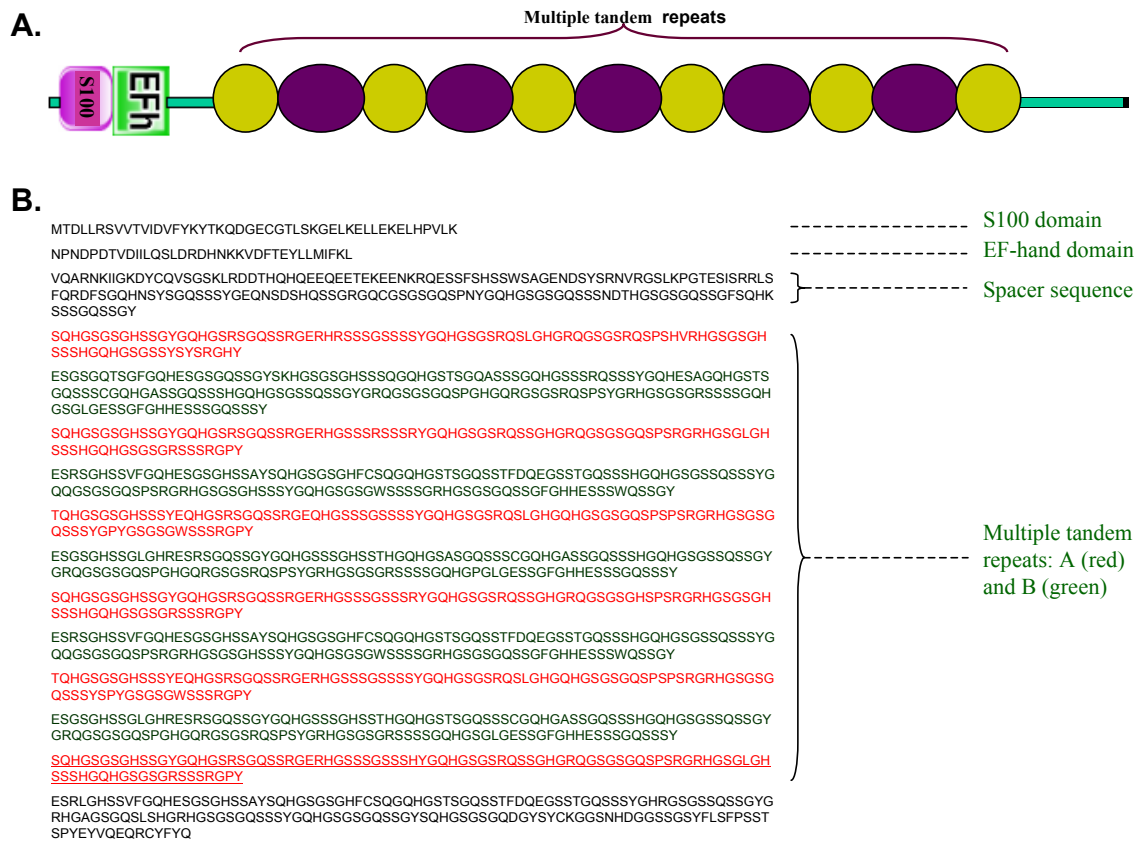 A.
Multiple tandem repeats
S100
EFh
B.
MTDLLRSVVTVIDVFYKYTKQDGECGTLSKGELKELLEKELHPVLK
S100 domain
NPNDPDTVDIILQSLDRDHNKKVDFTEYLLMIFKL
EF-hand domain
VQARNKIIGKDYCQVSGSKLRDDTHQHQEEQEETEKEENKRQESSFSHSSWSAGENDSYSRNVRGSLKPGTESISRRLS
FQRDFSGQHNSYSGQSSSYGEQNSDSHQSSGRGQCGSGSGQSPNYGQHGSGSGQSSSNDTHGSGSGQSSGFSQHK
SSSGQSSGY
Spacer sequence
SQHGSGSGHSSGYGQHGSRSGQSSRGERHRSSSGSSSSYGQHGSGSRQSLGHGRQGSGSRQSPSHVRHGSGSGH
SSSHGQHGSGSSYSYSRGHY
ESGSGQTSGFGQHESGSGQSSGYSKHGSGSGHSSSQGQHGSTSGQASSSGQHGSSSRQSSSYGQHESAGQHGSTS
GQSSSCGQHGASSGQSSSHGQHGSGSSQSSGYGRQGSGSGQSPGHGQRGSGSRQSPSYGRHGSGSGRSSSSGQH
GSGLGESSGFGHHESSSGQSSSY
SQHGSGSGHSSGYGQHGSRSGQSSRGERHGSSSRSSSRYGQHGSGSRQSSGHGRQGSGSGQSPSRGRHGSGLGH
SSSHGQHGSGSGRSSSRGPY
ESRSGHSSVFGQHESGSGHSSAYSQHGSGSGHFCSQGQHGSTSGQSSTFDQEGSSTGQSSSHGQHGSGSSQSSSYG
QQGSGSGQSPSRGRHGSGSGHSSSYGQHGSGSGWSSSSGRHGSGSGQSSGFGHHESSSWQSSGY
TQHGSGSGHSSSYEQHGSRSGQSSRGEQHGSSSGSSSSYGQHGSGSRQSLGHGQHGSGSGQSPSPSRGRHGSGSG
QSSSYGPYGSGSGWSSSRGPY
ESGSGHSSGLGHRESRSGQSSGYGQHGSSSGHSSTHGQHGSASGQSSSCGQHGASSGQSSSHGQHGSGSSQSSGY
GRQGSGSGQSPGHGQRGSGSRQSPSYGRHGSGSGRSSSSGQHGPGLGESSGFGHHESSSGQSSSY
Multiple tandem
repeats: A (red)
and B (green)
SQHGSGSGHSSGYGQHGSRSGQSSRGERHGSSSGSSSRYGQHGSGSRQSSGHGRQGSGSGHSPSRGRHGSGSGH
SSSHGQHGSGSGRSSSRGPY
ESRSGHSSVFGQHESGSGHSSAYSQHGSGSGHFCSQGQHGSTSGQSSTFDQEGSSTGQSSSHGQHGSGSSQSSSYG
QQGSGSGQSPSRGRHGSGSGHSSSYGQHGSGSGWSSSSGRHGSGSGQSSGFGHHESSSWQSSGY
TQHGSGSGHSSSYEQHGSRSGQSSRGERHGSSSGSSSSYGQHGSGSRQSLGHGQHGSGSGQSPSPSRGRHGSGSG
QSSSYSPYGSGSGWSSSRGPY
ESGSGHSSGLGHRESRSGQSSGYGQHGSSSGHSSTHGQHGSTSGQSSSCGQHGASSGQSSSHGQHGSGSSQSSGY
GRQGSGSGQSPGHGQRGSGSRQSPSYGRHGSGSGRSSSSGQHGSGLGESSGFGHHESSSGQSSSY
SQHGSGSGHSSGYGQHGSRSGQSSRGERHGSSSGSSSHYGQHGSGSRQSSGHGRQGSGSGQSPSRGRHGSGLGH
SSSHGQHGSGSGRSSSRGPY
ESRLGHSSVFGQHESGSGHSSAYSQHGSGSGHFCSQGQHGSTSGQSSTFDQEGSSTGQSSSYGHRGSGSSQSSGYG
RHGAGSGQSLSHGRHGSGSGQSSSYGQHGSGSGQSSGYSQHGSGSGQDGYSYCKGGSNHDGGSSGSYFLSFPSST
SPYEYVQEQRCYFYQ